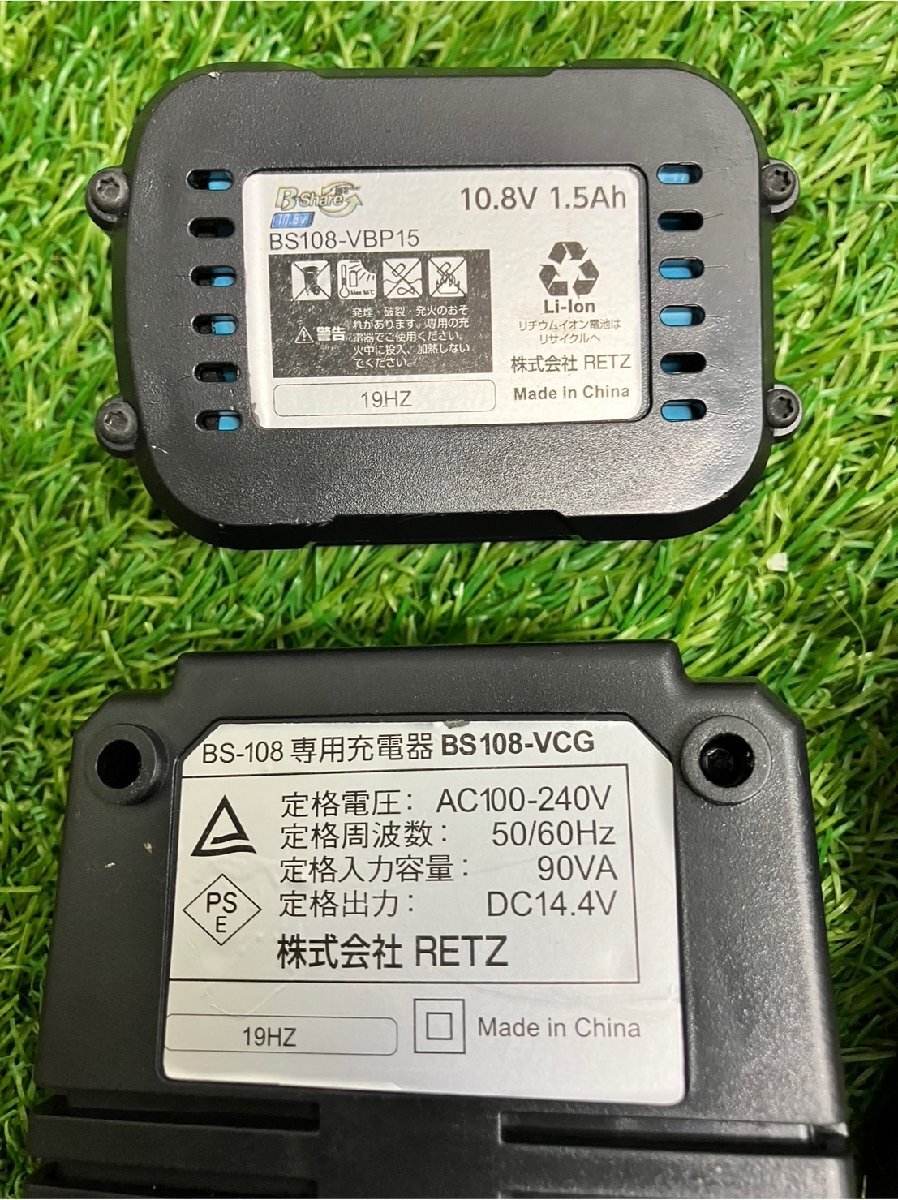 B-Share
10.8V
10.8V 1.5Ah
BS108-VBP15
警告
発煙 破裂 発火のおそ
れがあります。専用の充
電器でご使用ください。
火中に投入、加熱しない
でください。
Li-Ion
リチウムイオン電池は
リサイクルへ
株式会社 RETZ
19HZ
Made in China
BS-108 専用充電器 BS108-VCG
定格電圧: AC100-240V
定格周波数: 50/60Hz
定格入力容量: 90VA
定格出力: DC14.4V
PS
E
株式会社 RETZ
19HZ
Made in China